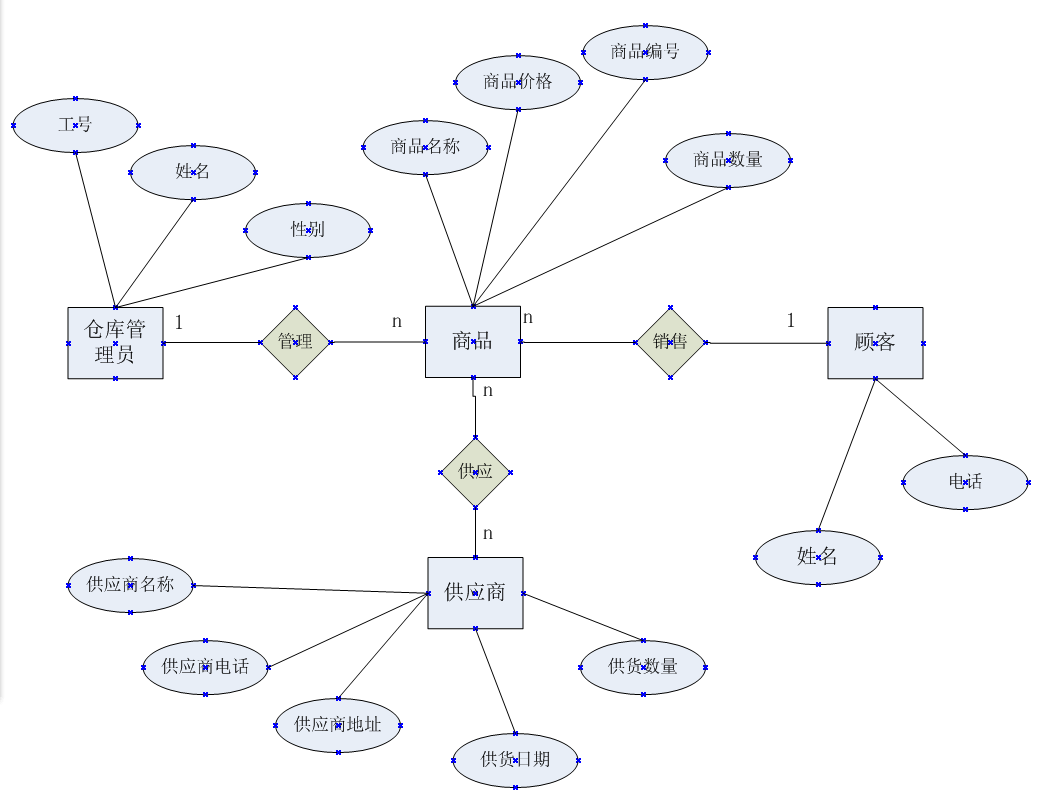 商品编号
商品价格
工号
商品名称
商品数量
姓名
性别
1
n
n
1
仓库管
理员
管理
商品
销售
顾客
n
供应
电话
n
姓名
供应商名称
供应商
供应商电话
供货数量
供应商地址
供货日期